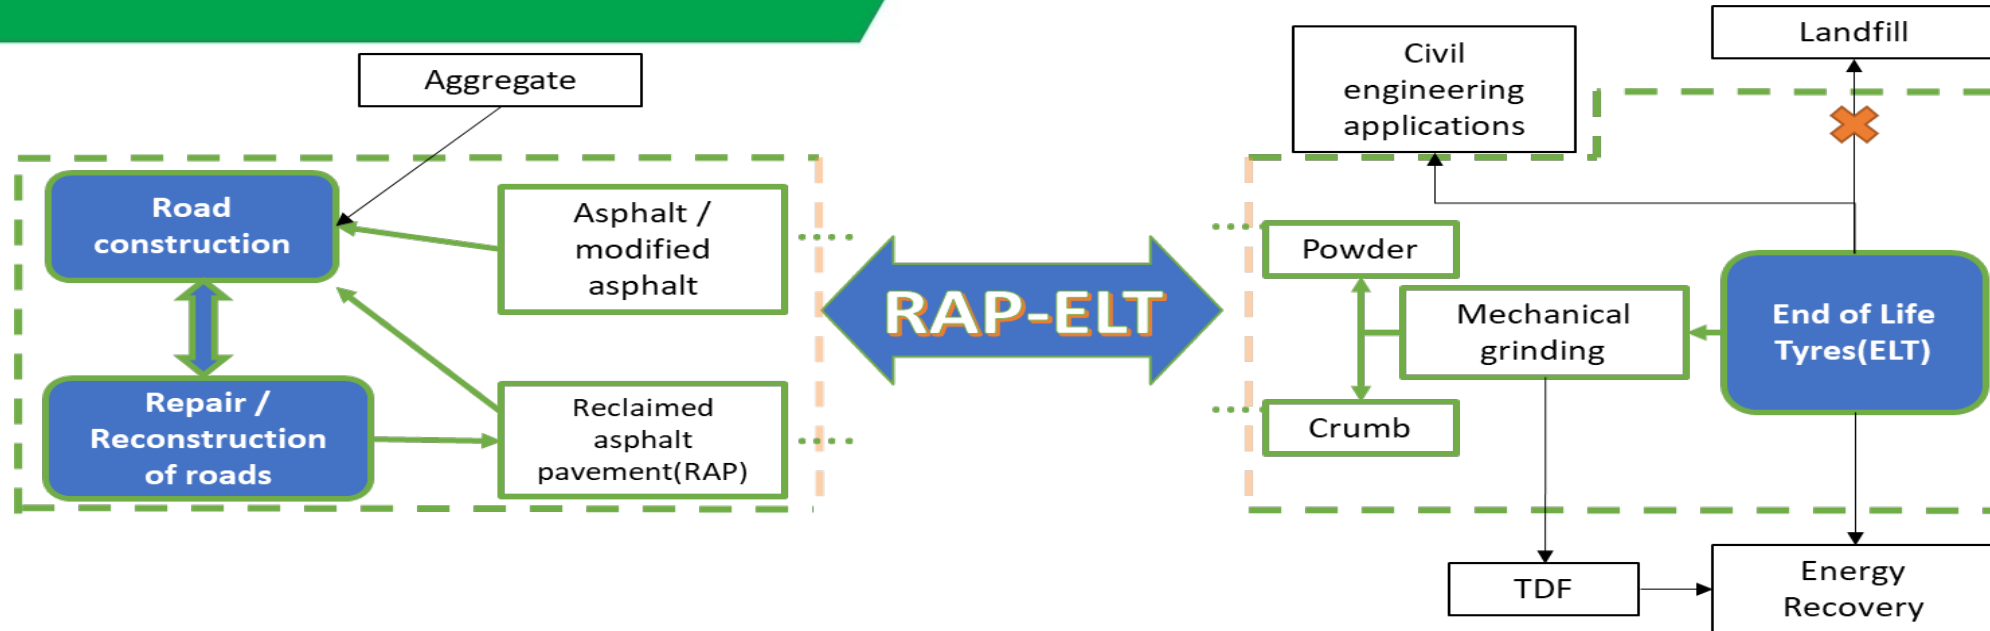 Aggregate
Road
construction
Asphalt /
modified
asphalt
Repair /
Reconstruction
of roads
Reclaimed
asphalt
pavement(RAP)
RAP-ELT
Civil
engineering
applications
Landfill
Powder
Mechanical
grinding
End of Life
Tyres(ELT)
Crumb
TDF
Energy
Recovery